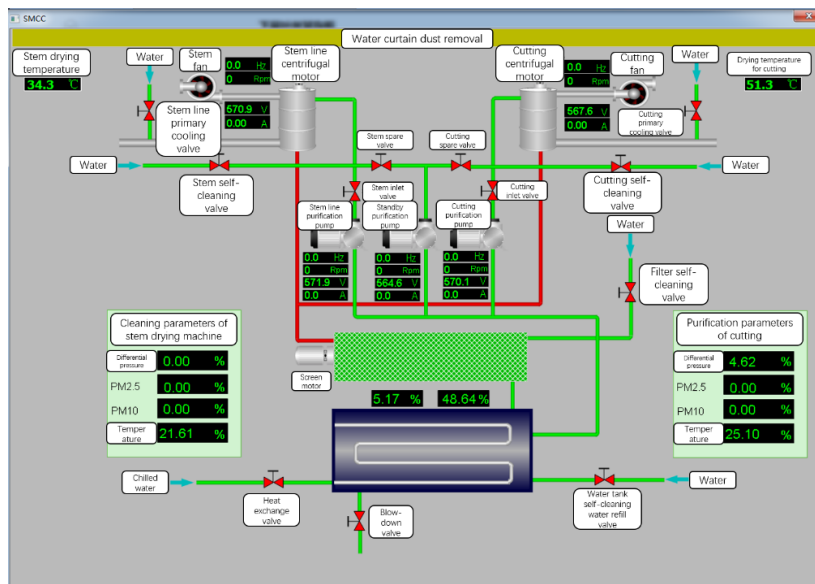 SMCC
Water curtain dust removal
Stem drying
temperature
34.3 ℃
Water
Stem
fan
0.0 Hz
0 Rpm
570.9 V
0.00 A
Stem line
centrifugal
motor
Cutting
centrifugal
motor
0.0 Hz
0 Rpm
567.6 V
0.00 A
Cutting
fan
Water
Drying temperature
for cutting
51.3 ℃
Stem line
primary
cooling
valve
Cutting
primary
cooling valve
Stem spare
valve
Cutting
spare valve
Water
Water
Stem self-
cleaning
valve
Stem inlet
valve
Cutting
inlet valve
Cutting self-
cleaning
valve
Stem line
purification
pump
Standby
purification
pump
Cutting
purification
pump
Water
0.0 Hz
0 Rpm
571.9 V
0.0 A
0.0 Hz
0 Rpm
564.6 V
0.0 A
0.0 Hz
0 Rpm
570.1 V
0.0 A
Filter self-
cleaning
valve
Cleaning parameters of
stem drying machine
Differential
pressure
0.00 %
PM2.5 0.00 %
PM10 0.00 %
Temper
ature
21.61 %
Screen
motor
5.17 % 48.64 %
Purification parameters
of cutting
Differential
pressure
4.62 %
PM2.5 0.00 %
PM10 0.00 %
Temper
ature
25.10 %
Chilled
water
Heat
exchange
valve
Blow-
down
valve
Water tank
self-cleaning
water refill
valve
Water